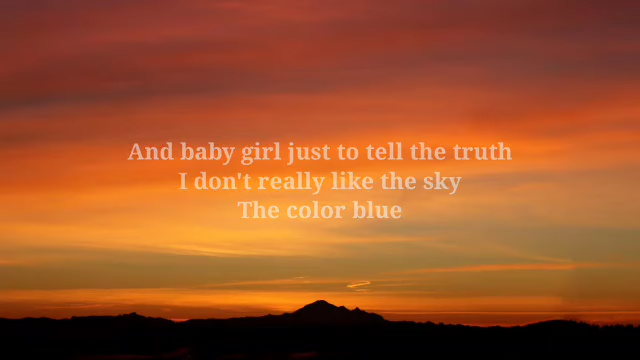 And baby girl just to tell the truth
I don't really like the sky
The color blue